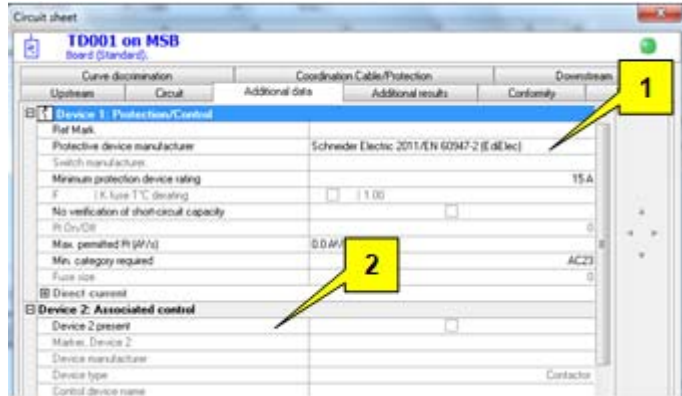 Circuit sheet
TD001 on MSB
Board (Standard).
Curve discrimination Coordination Cable/Protection Downstream
Upstream Circuit Additional data Additional results Conformity
1
Device 1: Protection/Control
Ref Mark.
Protective device manufacturer Schneider Electric 2011/EN 60947-2 (EdiElec)
Switch manufacturer.
Minimum protection device rating 15 A
F K fuse T°C derating 1.00
No verification of short-circuit capacity
0
Max. permitted 0.0
Min. category required AC23
Fuse size 0
Direct current
2
Device 2: Associated control
Device 2 present
Marker, Device 2
Device manufacturer
Device type Contactor
Control device name